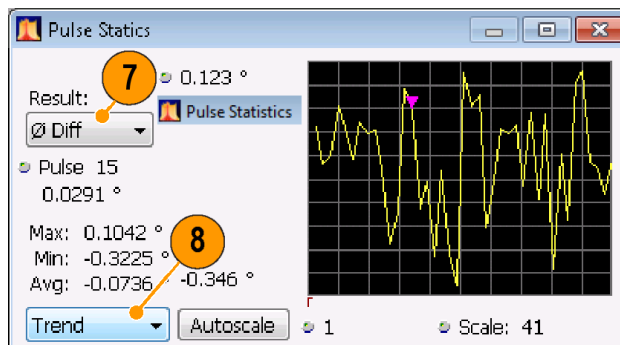 Pulse Statics
7
0.123 °
Result:
Pulse Statistics
Ø Diff
Pulse 15
0.0291 °
Max: 0.1042 °
8
Min: -0.3225 °
Avg: -0.0736 ° -0.346 °
Trend
Autoscale
1
Scale: 41